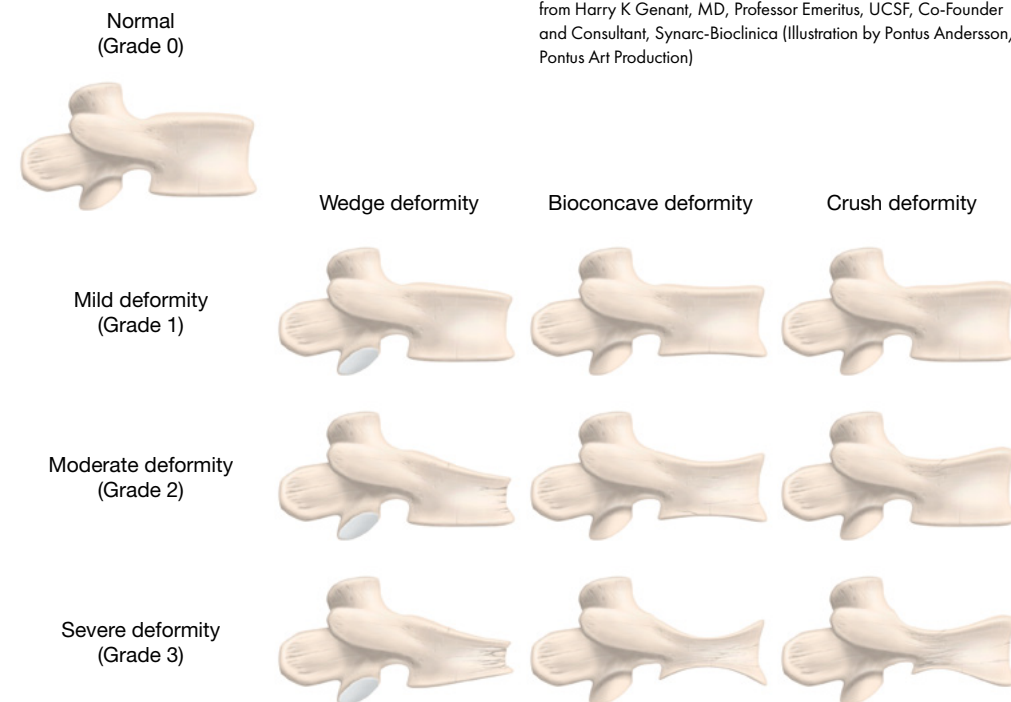 from Harry K Genant, MD, Professor Emeritus, UCSF, Co-Founder
and Consultant, Synarc-Bioclinica (Illustration by Pontus Andersson,
Pontus Art Production)
Normal
(Grade 0)
Wedge deformity
Bioconcave deformity
Crush deformity
Mild deformity
(Grade 1)
Moderate deformity
(Grade 2)
Severe deformity
(Grade 3)